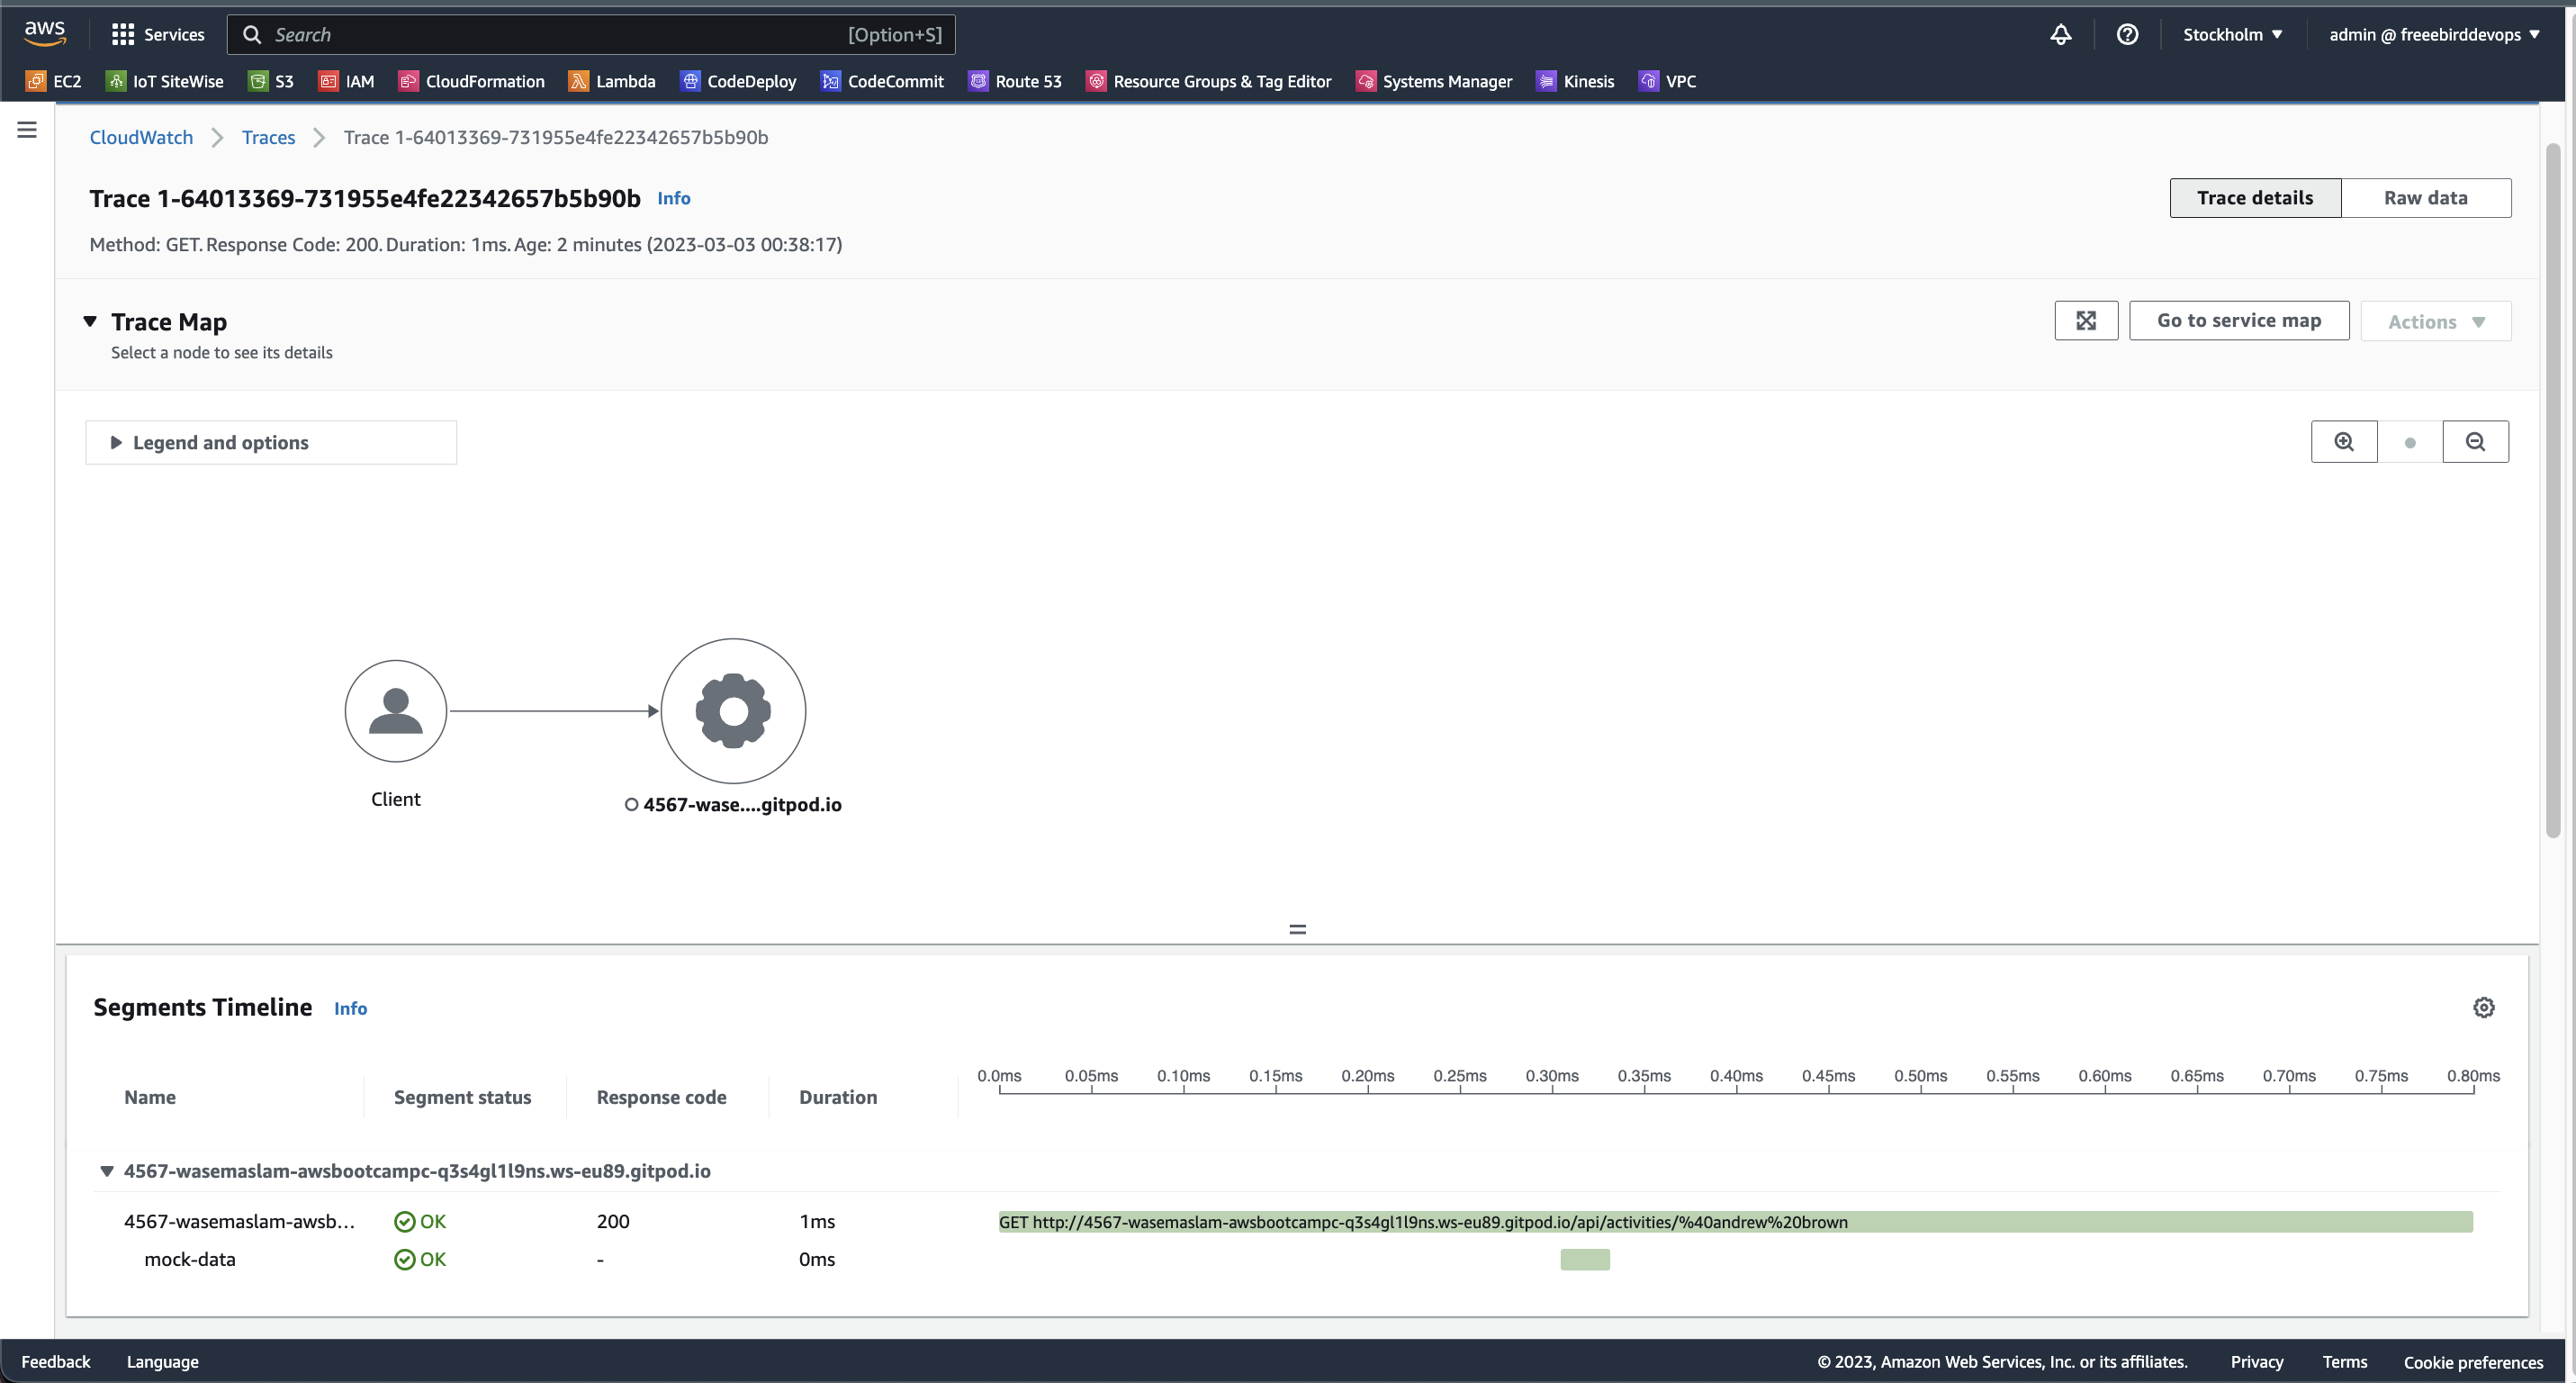 aws Services Search [Option+S] Stockholm ▼ admin @ freeebirddevops ▼
EC2 IoT SiteWise S3 IAM CloudFormation Lambda CodeDeploy CodeCommit Route 53 Resource Groups & Tag Editor Systems Manager Kinesis VPC
CloudWatch > Traces > Trace 1-64013369-731955e4fe22342657b5b90b
Trace 1-64013369-731955e4fe22342657b5b90b Info Trace details Raw data
Method: GET. Response Code: 200. Duration: 1ms. Age: 2 minutes (2023-03-03 00:38:17)
Trace Map Go to service map Actions ▼
Select a node to see its details
Legend and options
Client
4567-wase....gitpod.io
Segments Timeline Info
0.0ms 0.05ms 0.10ms 0.15ms 0.20ms 0.25ms 0.30ms 0.35ms 0.40ms 0.45ms 0.50ms 0.55ms 0.60ms 0.65ms 0.70ms 0.75ms 0.80ms
Name Segment status Response code Duration
4567-wasemaslam-awsbootcampc-q3s4gl1l9ns.ws-eu89.gitpod.io
4567-wasemaslam-awsb... OK 200 1ms GET http://4567-wasemaslam-awsbootcampc-q3s4gl1l9ns.ws-eu89.gitpod.io/api/activities/%40andrew%20brown
mock-data OK - 0ms
Feedback Language © 2023, Amazon Web Services, Inc. or its affiliates. Privacy Terms Cookie preferences